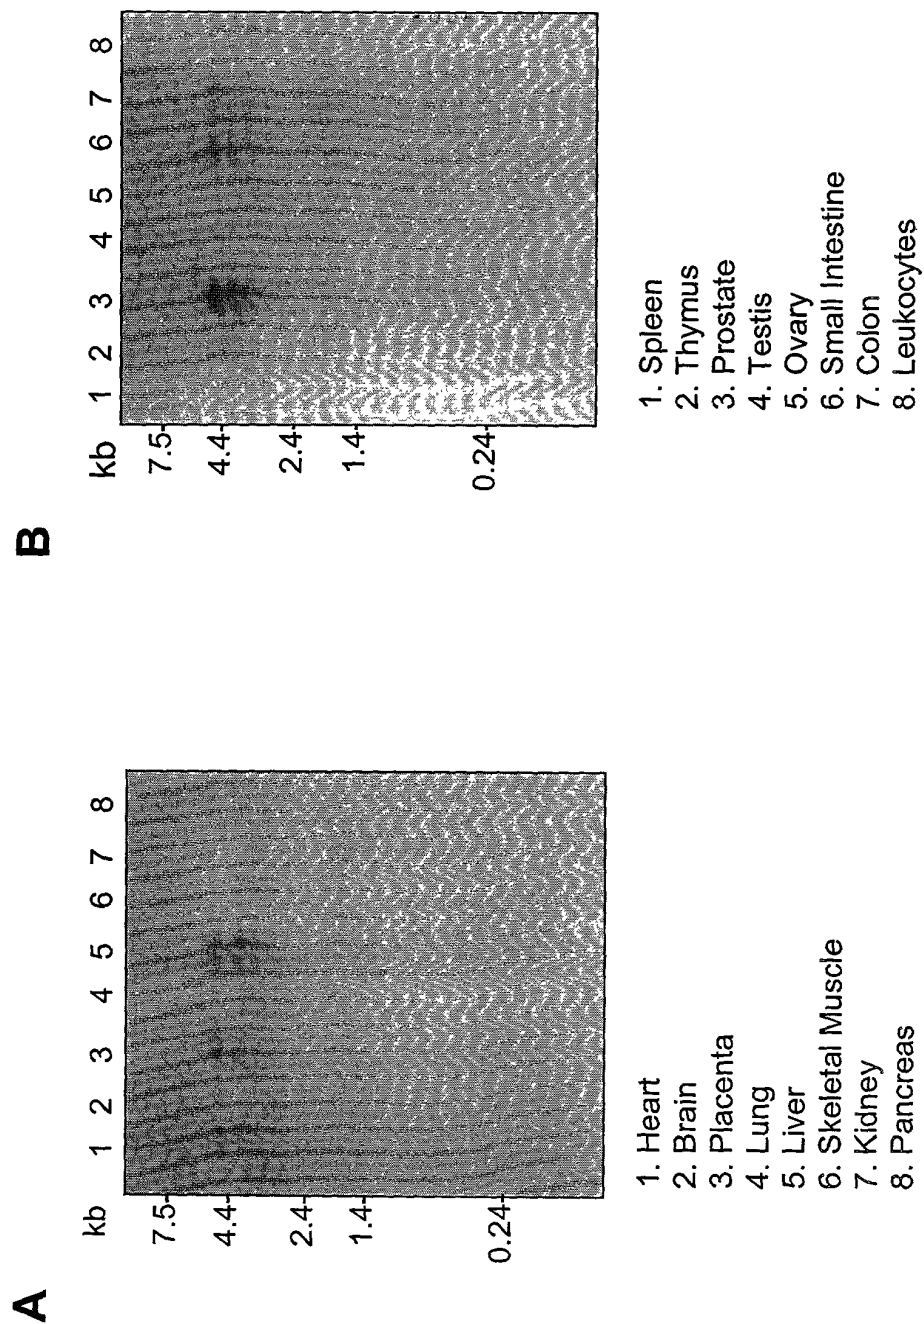 A
kb 1 2 3 4 5 6 7 8
7.5
4.4
2.4
1.4
0.24
1. Heart
2. Brain
3. Placenta
4. Lung
5. Liver
6. Skeletal Muscle
7. Kidney
8. Pancreas
B
kb 1 2 3 4 5 6 7 8
7.5
4.4
2.4
1.4
0.24
1. Spleen
2. Thymus
3. Prostate
4. Testis
5. Ovary
6. Small Intestine
7. Colon
8. Leukocytes